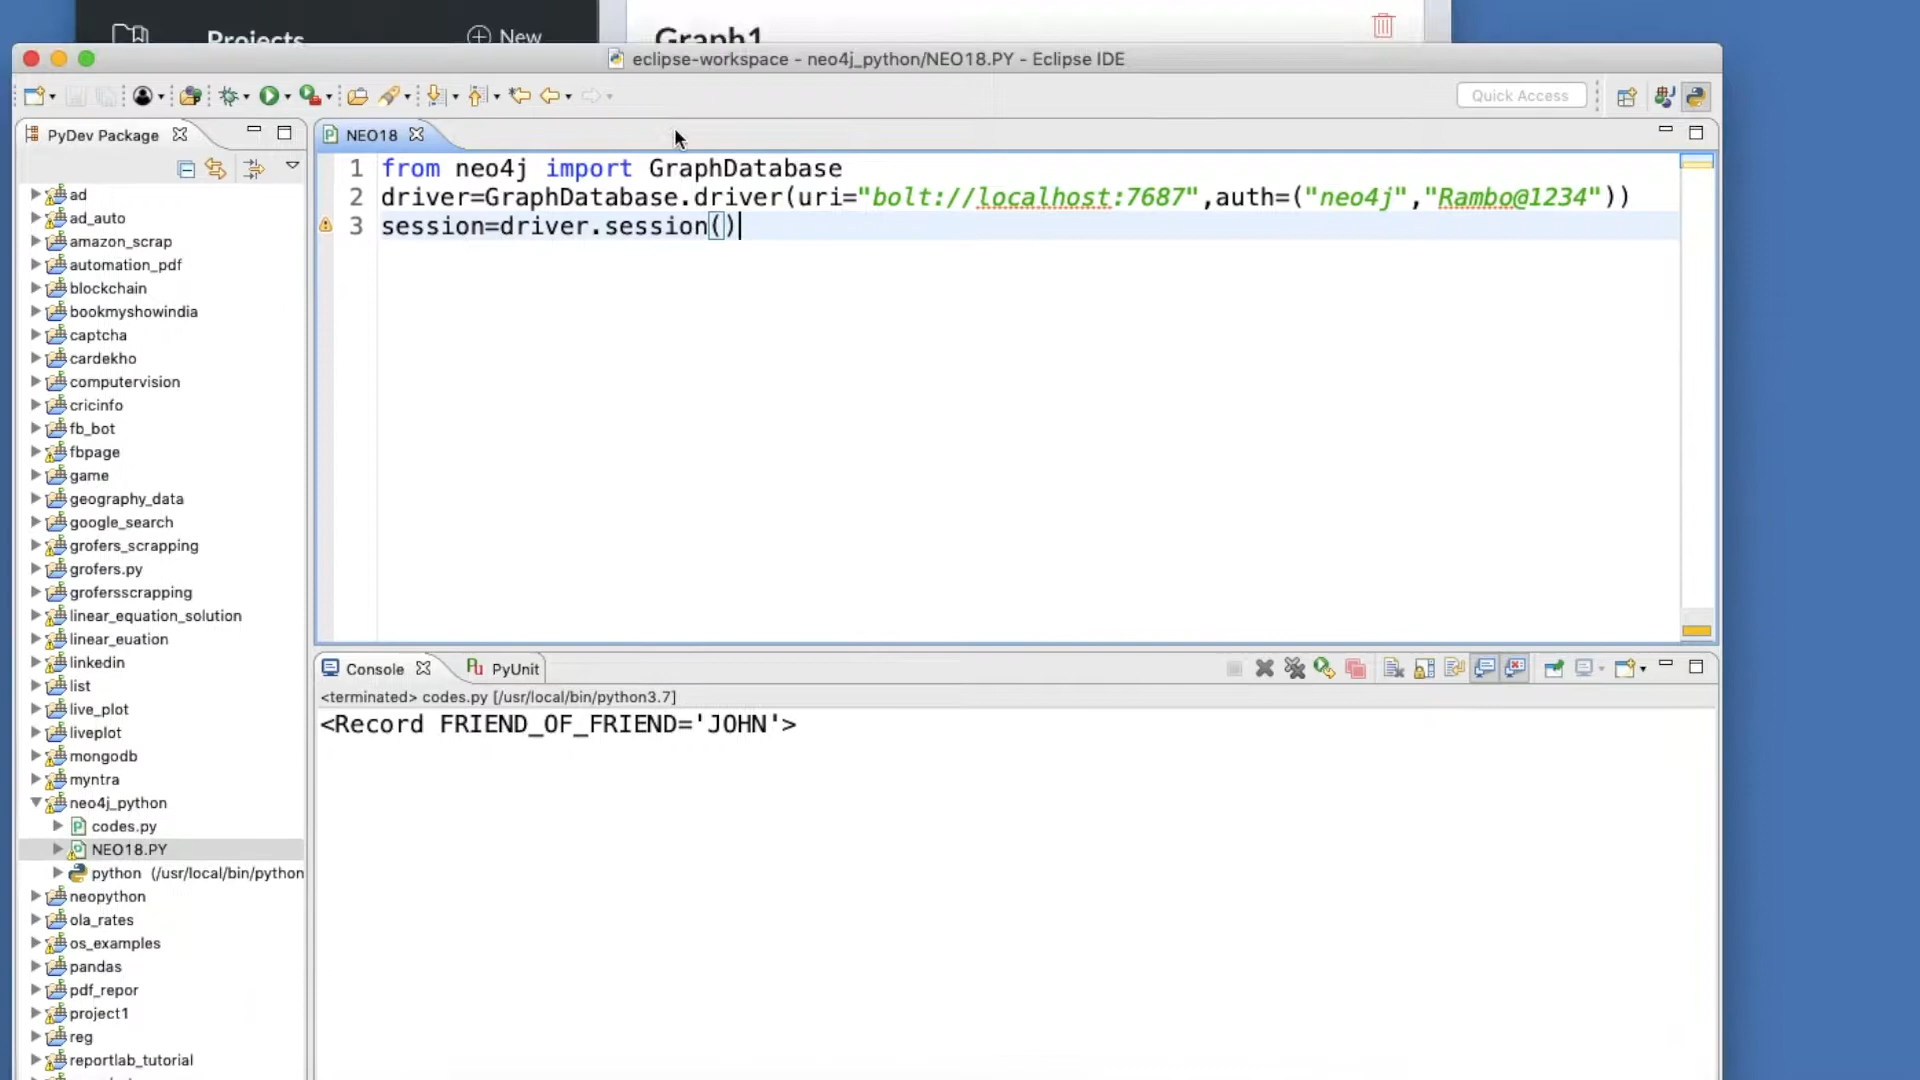 Projects
New
Graph1
eclipse-workspace - neo4j_python/NEO18.PY - Eclipse IDE
Quick Access
PyDev Package
NEO18
1 from neo4j import GraphDatabase
2 driver=GraphDatabase.driver(uri="bolt://localhost:7687",auth=("neo4j","Rambo@1234"))
3 session=driver.session()
ad
ad_auto
amazon_scrap
automation_pdf
blockchain
bookmyshowindia
captcha
cardekho
computervision
cricinfo
fb_bot
fbpage
game
geography_data
google_search
grofers_scrapping
grofers.py
grofersscrapping
linear_equation_solution
linear_euation
linkedin
list
live_plot
liveplot
mongodb
myntra
neo4j_python
codes.py
NEO18.PY
python (/usr/local/bin/python
neopython
ola_rates
os_examples
pandas
pdf_repor
project1
reg
reportlab_tutorial
Console
PyUnit
<terminated> codes.py [/usr/local/bin/python3.7]
<Record FRIEND_OF_FRIEND='JOHN'>